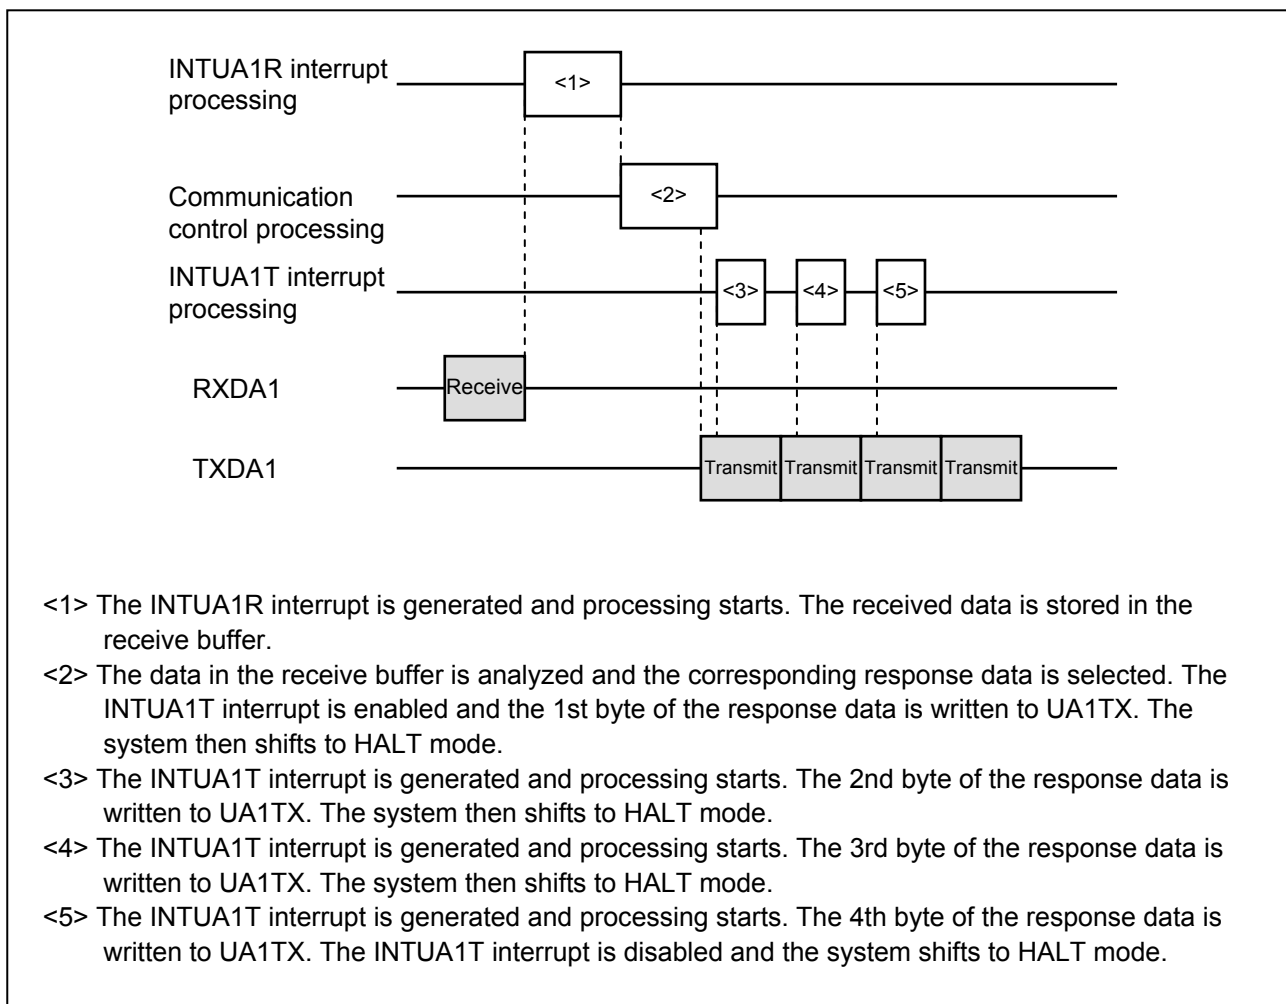 INTUA1R interrupt
processing
<1>
Communication
control processing
<2>
INTUA1T interrupt
processing
<3>
<4>
<5>
RXDA1
Receive
TXDA1
Transmit
Transmit
Transmit
Transmit
<1> The INTUA1R interrupt is generated and processing starts. The received data is stored in the
receive buffer.
<2> The data in the receive buffer is analyzed and the corresponding response data is selected. The
INTUA1T interrupt is enabled and the 1st byte of the response data is written to UA1TX. The
system then shifts to HALT mode.
<3> The INTUA1T interrupt is generated and processing starts. The 2nd byte of the response data is
written to UA1TX. The system then shifts to HALT mode.
<4> The INTUA1T interrupt is generated and processing starts. The 3rd byte of the response data is
written to UA1TX. The system then shifts to HALT mode.
<5> The INTUA1T interrupt is generated and processing starts. The 4th byte of the response data is
written to UA1TX. The INTUA1T interrupt is disabled and the system shifts to HALT mode.